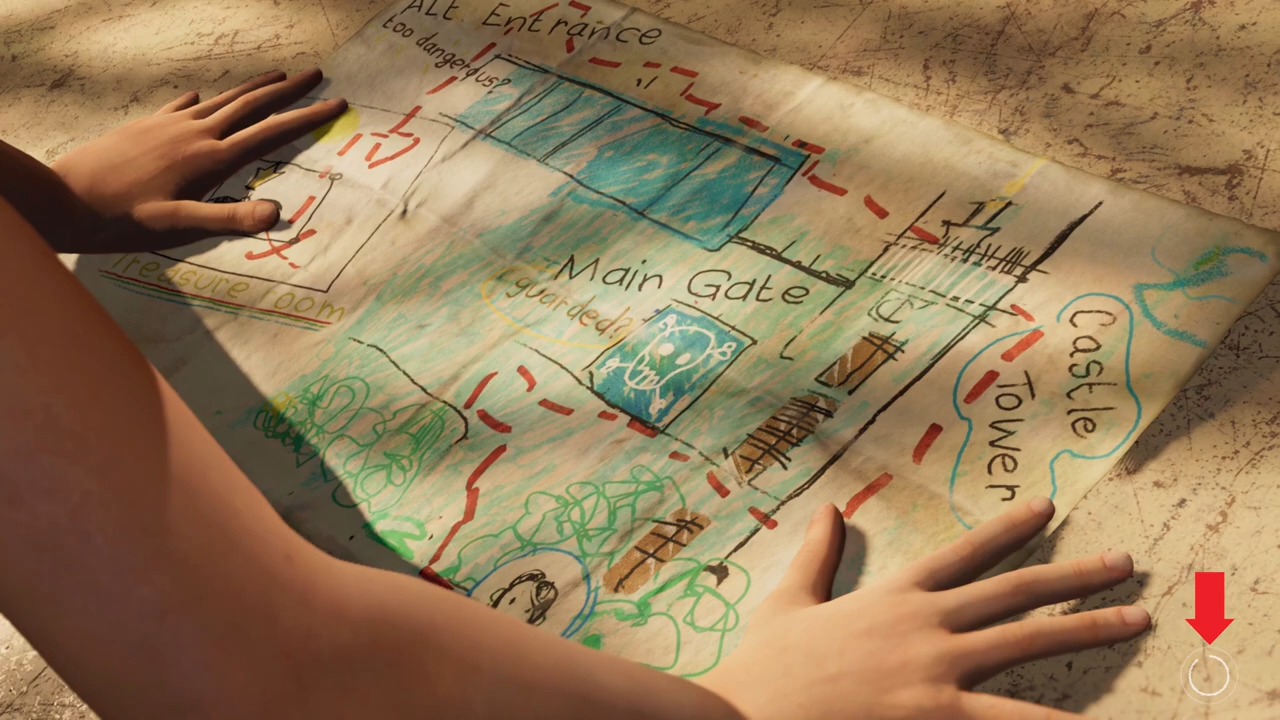 ALt. Entrance
too dangerous?
Main Gate
guarded?
Treasure room
Castle
Tower